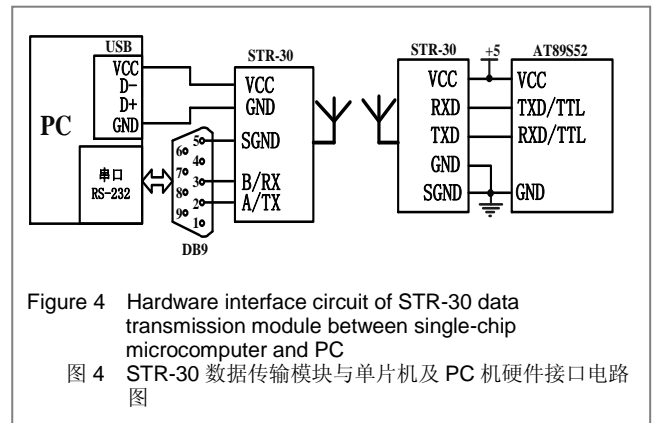 USB
STR-30
STR-30
+5
AT89S52
VCC
D-
D+
GND
VCC
GND
VCC
RXD
TXD
GND
SGND
VCC
TXD/TTL
RXD/TTL
GND
PC
SGND
B/RX
A/TX
5
4
3
2
1
6
7
8
9
串口
RS-232
DB9
Figure 4 Hardware interface circuit of STR-30 data
transmission module between single-chip
microcomputer and PC
图 4 STR-30 数据传输模块与单片机及 PC 机硬件接口电路
图